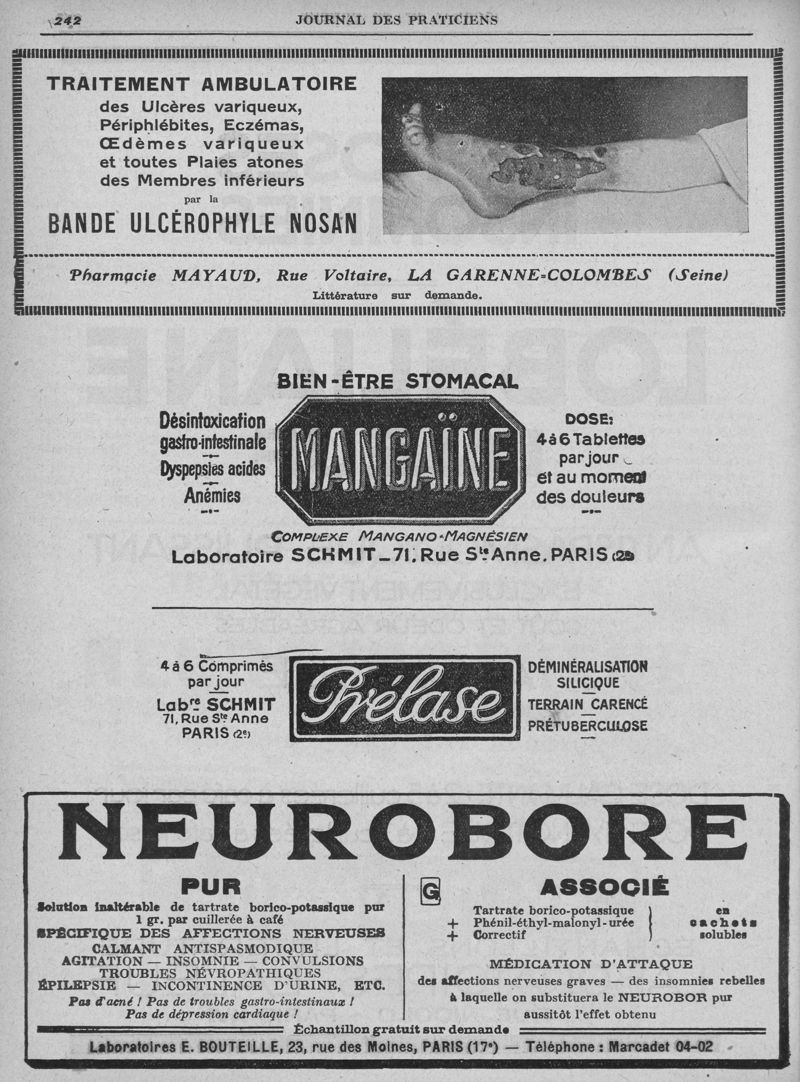 242
JOURNAL DES PRATICIENS
TRAITEMENT AMBULATOIRE
des Ulcères variqueux,
Périphlébites, Eczémas,
Œdèmes variqueux
et toutes Plaies atones
des Membres inférieurs
par la
BANDE ULCÉROPHYLE NOSAN
Pharmacie MAYAUD, Rue Voltaire, LA GARENNE-COLOMBES (Seine)
Littérature sur demande.
BIEN-ÊTRE STOMACAL
Désintoxication
gastro-intestinale
Dyspepsies acides
Anémies
MANGAÏNE
DOSE:
4 à 6 Tablettes
par jour
et au moment
des douleurs
COMPLEXE MANGANO-MAGNÉSIEN
Laboratoire SCHMIT_71, Rue Ste Anne, PARIS (2e)
4 à 6 Comprimés
par jour
Labre SCHMIT
71, Rue Ste Anne
PARIS (2e)
Prélase
DÉMINÉRALISATION
SILICIQUE
TERRAIN CARENCÉ
PRÉTUBERCULOSE
NEUROBORE
PUR
Solution inaltérable de tartrate borico-potassique pur
1 gr. par cuillerée à café
SPÉCIFIQUE DES AFFECTIONS NERVEUSES
CALMANT ANTISPASMODIQUE
AGITATION — INSOMNIE — CONVULSIONS
TROUBLES NÉVROPATHIQUES
ÉPILEPSIE — INCONTINENCE D'URINE, ETC.
Pas d'acné ! Pas de troubles gastro-intestinaux !
Pas de dépression cardiaque !
G
ASSOCIÉ
Tartrate borico-potassique
+ Phénil-éthyl-malonyl-urée
+ Correctif
en
cachets
solubles
MÉDICATION D'ATTAQUE
des affections nerveuses graves — des insomnies rebelles
à laquelle on substituera le NEUROBOR pur
aussitôt l'effet obtenu
Échantillon gratuit sur demande
Laboratoires E. BOUTEILLE, 23, rue des Moines, PARIS (17e) — Téléphone : Marcadet 04-02